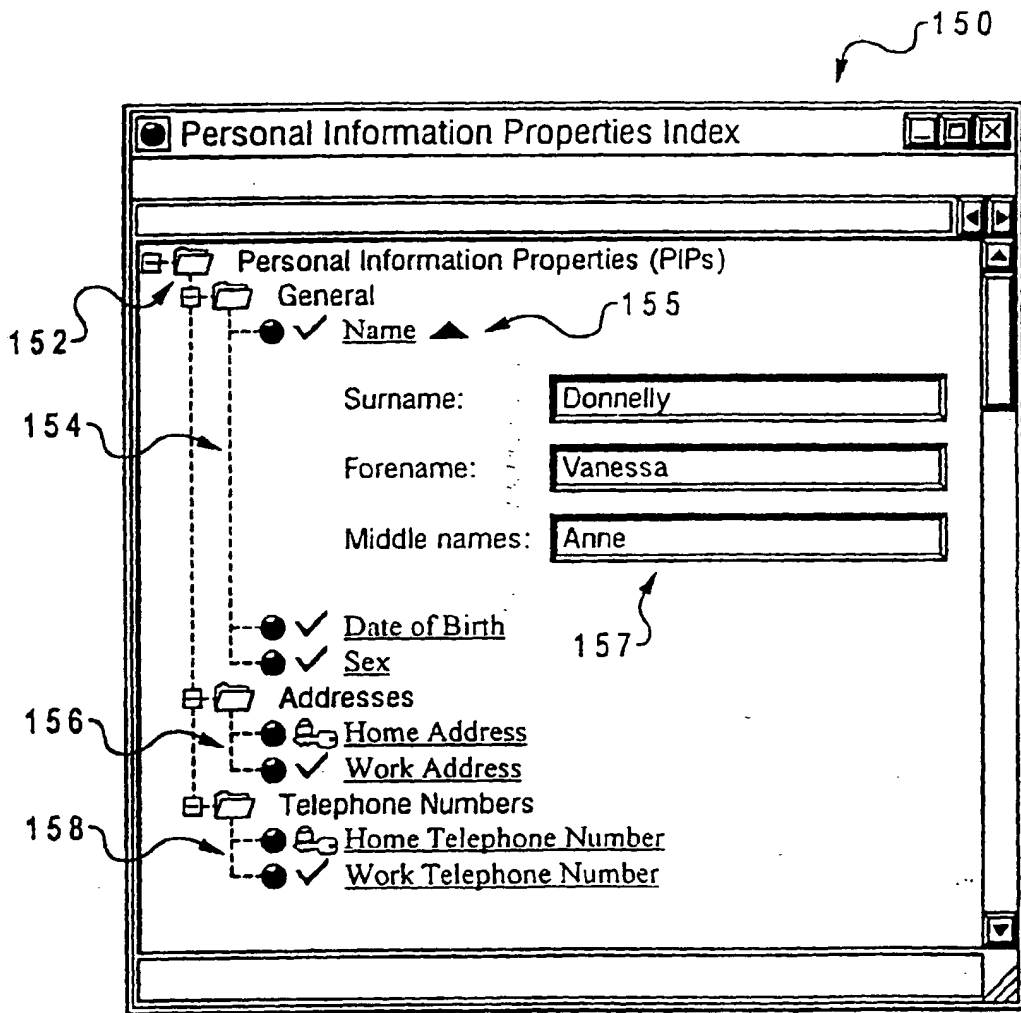 150
Personal Information Properties Index
Personal Information Properties (PIPs)
152
General
155
Name
154
Surname: Donnelly
Forename: Vanessa
Middle names: Anne
157
Date of Birth
Sex
Addresses
156
Home Address
Work Address
Telephone Numbers
158
Home Telephone Number
Work Telephone Number